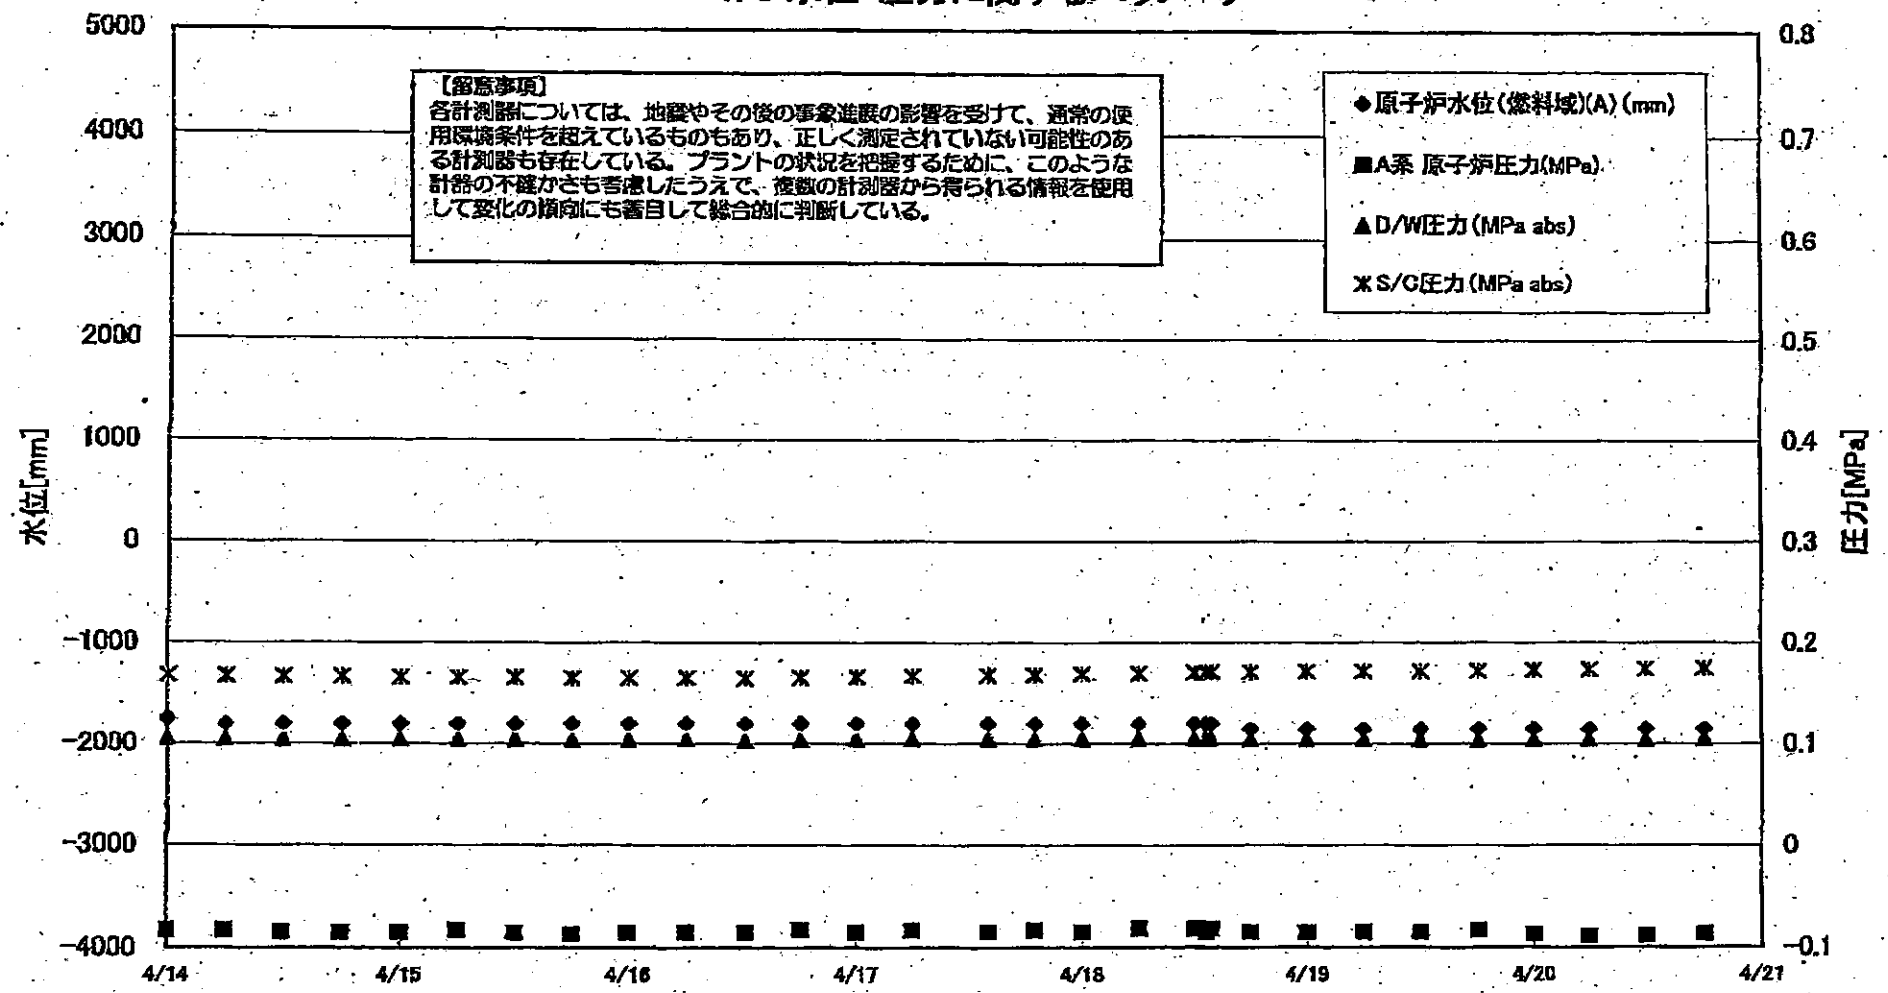 5000
4000
3000
2000
1000
0
-1000
-2000
-3000
-4000
水位[mm]
【留意事項】
各計測器については、地震やその後の事象進展の影響を受けて、通常の使
用環境条件を超えているものもあり、正しく測定されていない可能性のあ
る計測器も存在している。プラントの状況を把握するために、このような
計器の不確かさも考慮したうえで、複数の計測器から得られる情報を使用
して変化の傾向にも着目して総合的に判断している。
◆原子炉水位(燃料域)(A)(mm)
■A系 原子炉圧力(MPa)
▲D/W圧力(MPa abs)
S/C圧力(MPa abs)
0.8
0.7
0.6
0.5
0.4
0.3
0.2
0.1
0
-0.1
圧力[MPa]
4/14
4/15
4/16
4/17
4/18
4/19
4/20
4/21